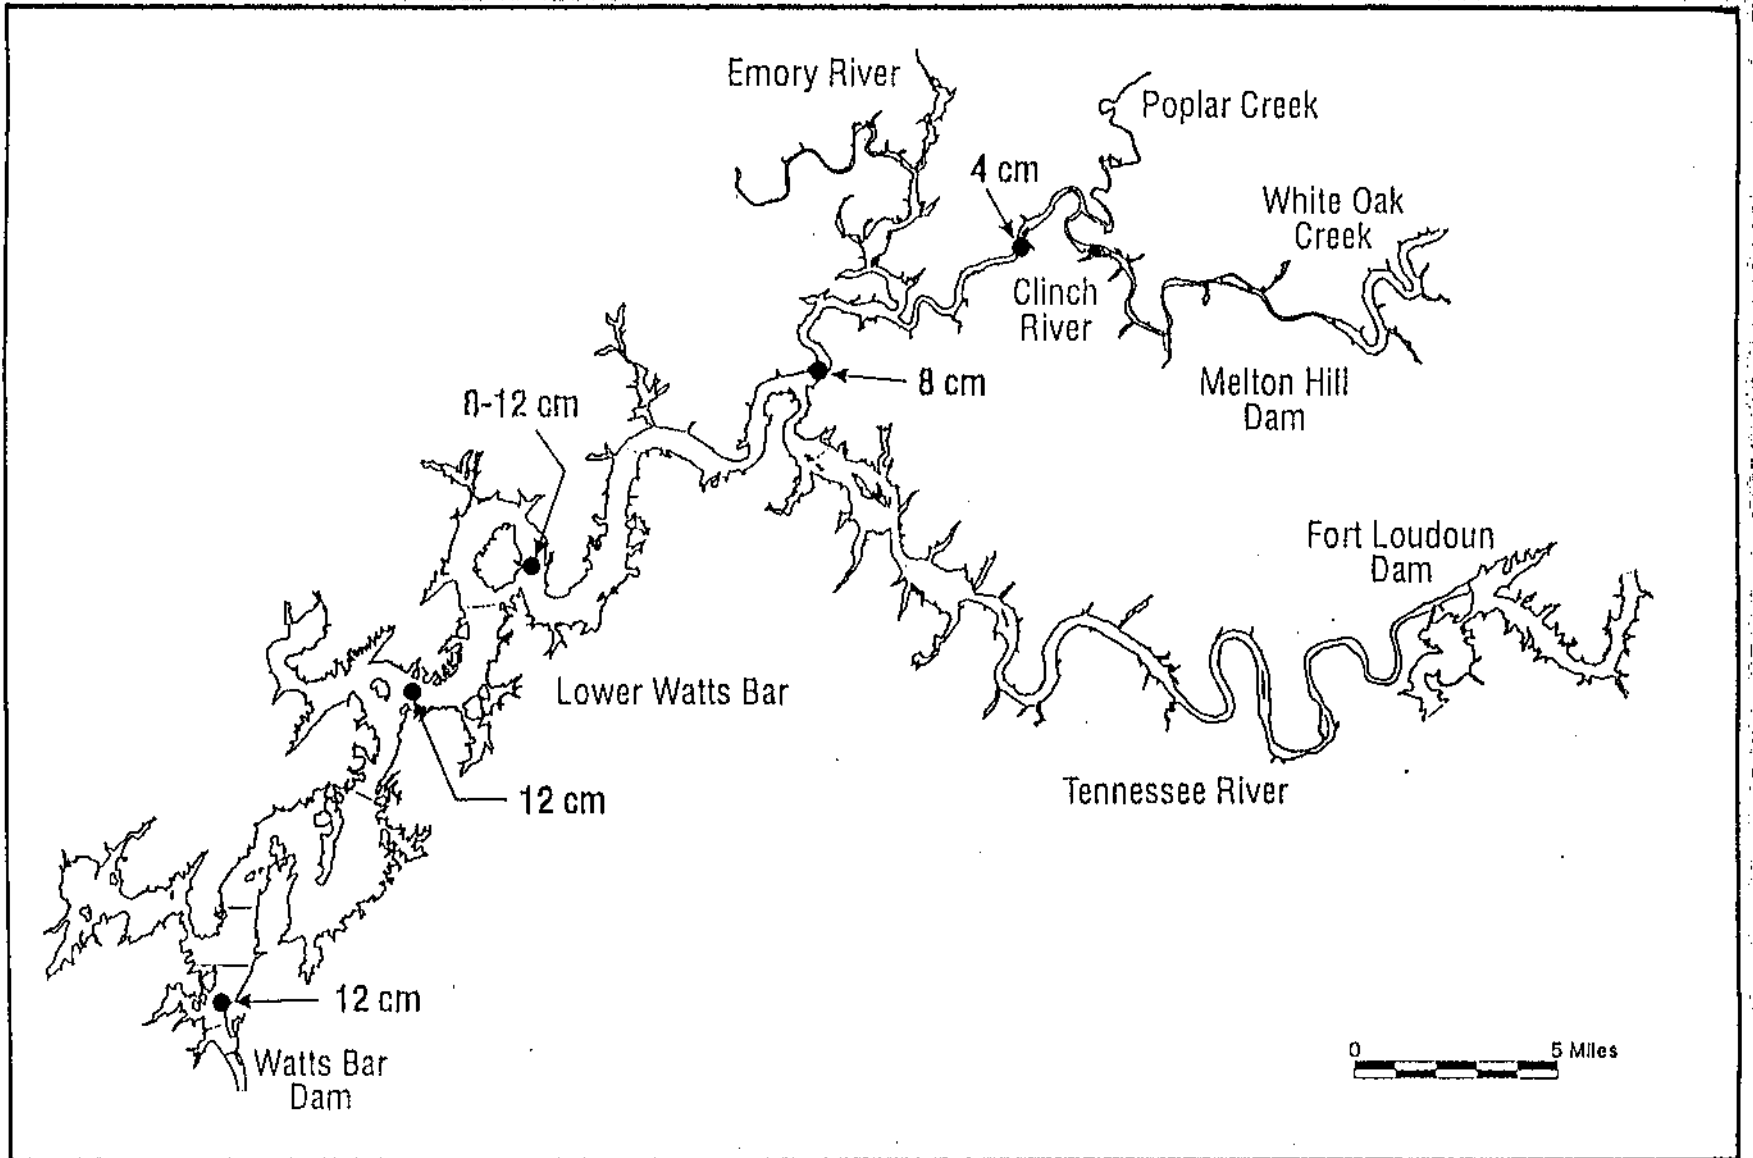 Emory River
Poplar Creek
4 cm
White Oak
Creek
Clinch
River
8 cm
Melton Hill
Dam
8-12 cm
Fort Loudoun
Dam
Lower Watts Bar
Tennessee River
12 cm
12 cm
Watts Bar
Dam
0
5 Miles